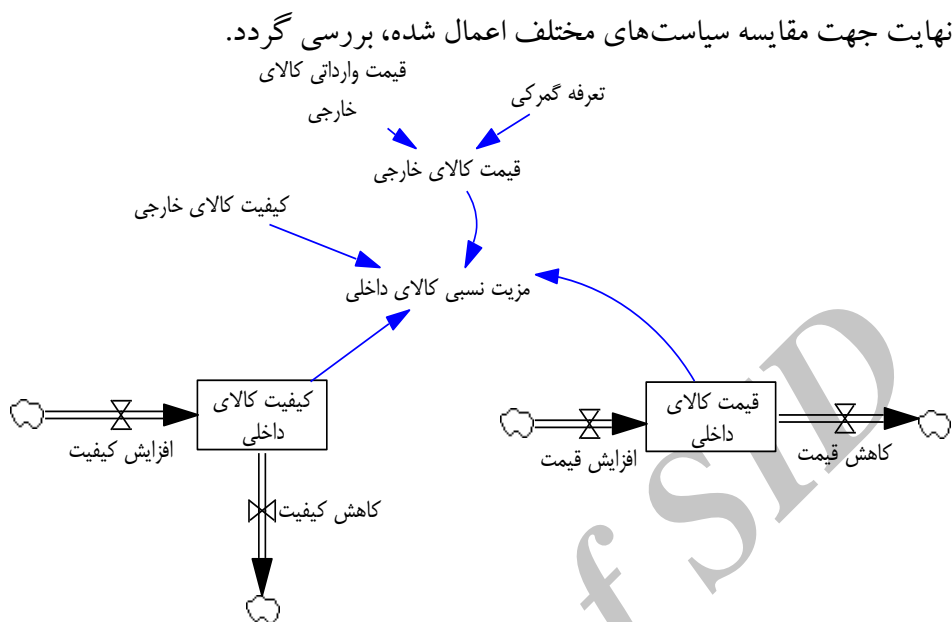 نهایت جهت مقایسه سیاست‌های مختلف اعمال شده، بررسی گردد.
قیمت وارداتی کالای
خارجی
تعرفه گمرکی
قیمت کالای خارجی
کیفیت کالای خارجی
مزیت نسبی کالای داخلی
قیمت کالای
داخلی
افزایش قیمت
کاهش قیمت
کیفیت کالای
داخلی
افزایش کیفیت
کاهش کیفیت
f SID